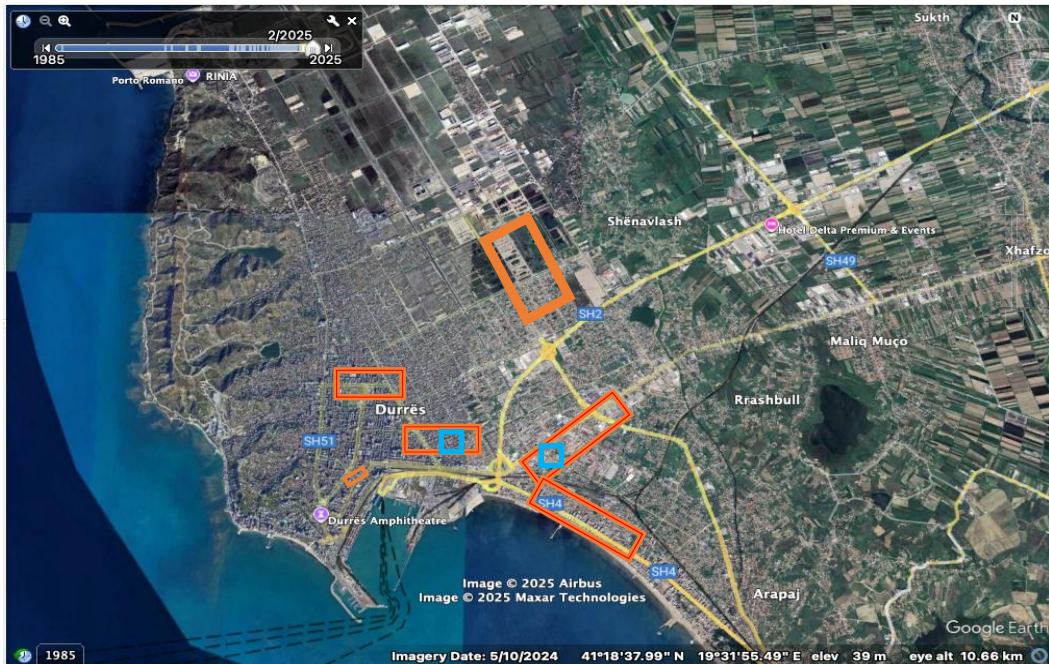 2/2025
1985
2025
Sukth
N
Porto Romano
RINIA
Shënavlash
Hotel Delta Premium & Events
Xhafzo
SH49
SH2
Maliq Muço
Rrashbull
Durrës
SH51
SH4
Durrës Amphitheatre
SH4
Image © 2025 Airbus
Image © 2025 Maxar Technologies
Arapaj
Google Earth
1985
Imagery Date: 5/10/2024 41°18'37.99" N 19°31'55.49" E elev 39 m eye alt 10.66 km